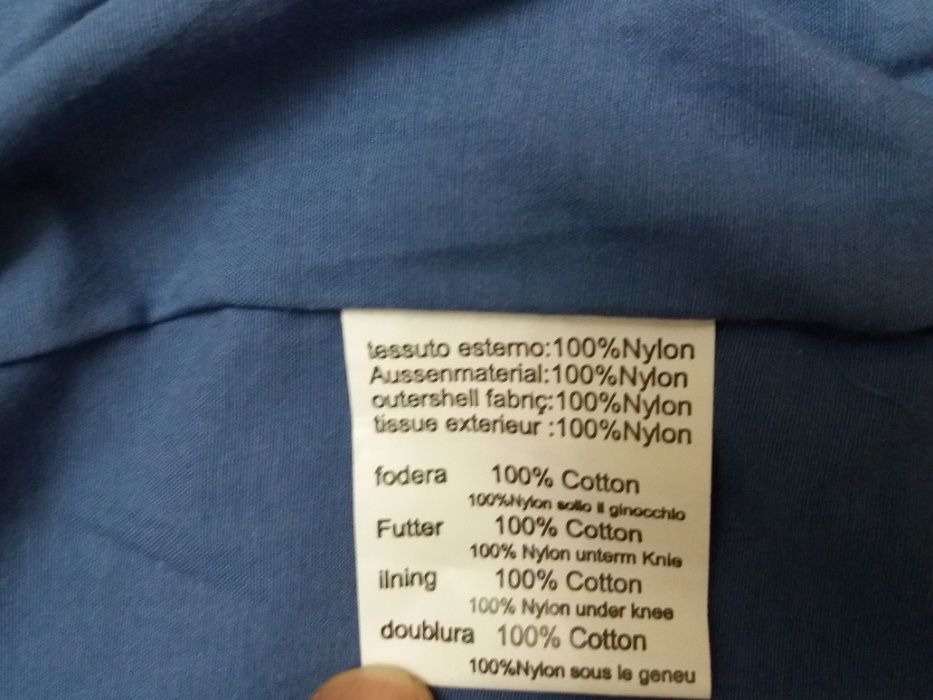 tessuto esterno:100%Nylon
Aussenmaterial:100%Nylon
outershell fabriç:100%Nylon
tissue exterieur :100%Nylon
fodera 100% Cotton
100%Nylon sollo il ginocchio
Futter 100% Cotton
100% Nylon unterm Knie
ilning 100% Cotton
100% Nylon under knee
doublura 100% Cotton
100%Nylon sous le geneu